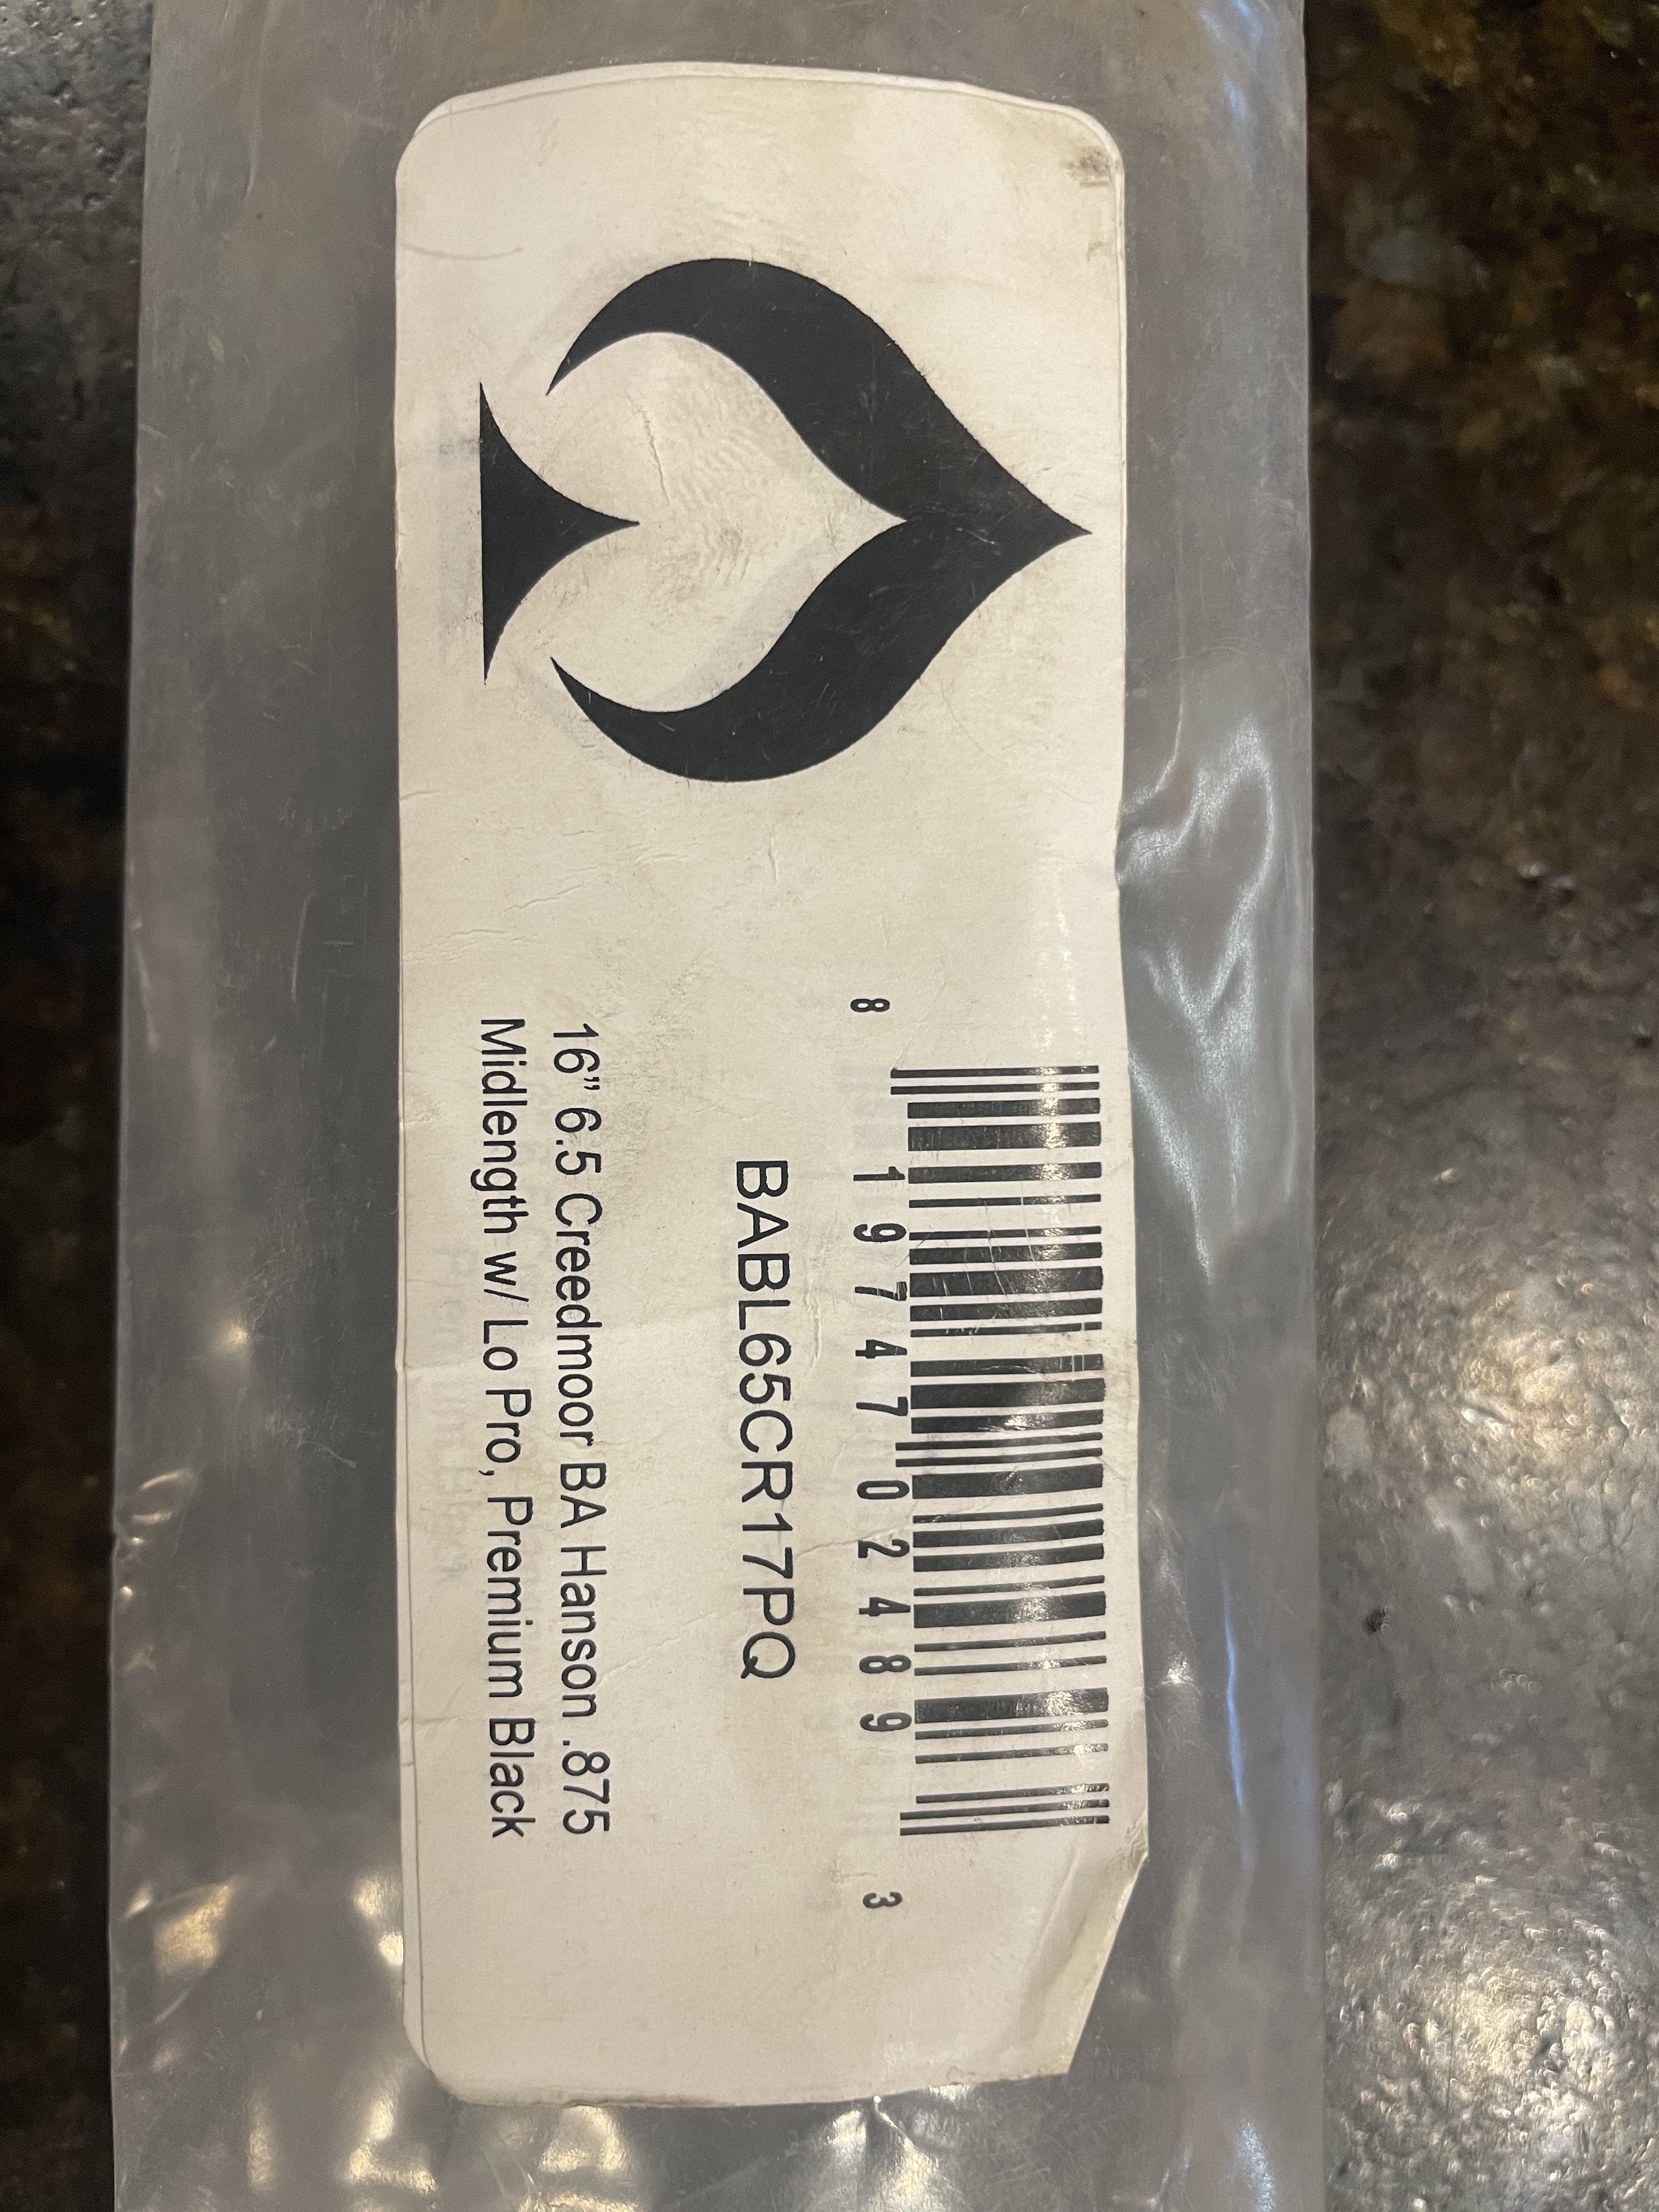 8 19747 02489 3
BABL65CR17PQ
16” 6.5 Creedmoor BA Hanson .875
Midlength w/ Lo Pro, Premium Black